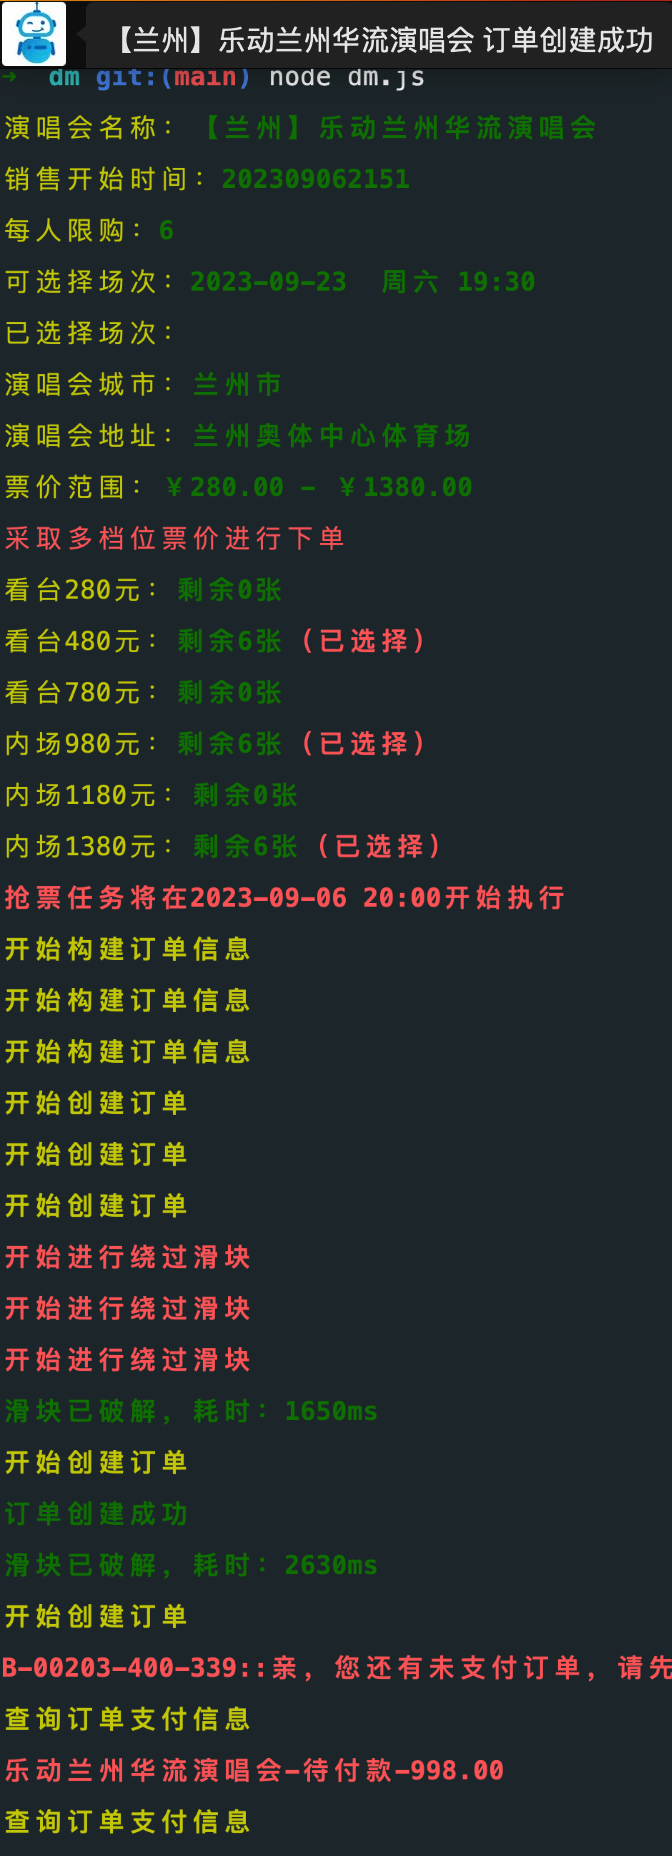 【兰州】乐动兰州华流演唱会 订单创建成功
→ dm git:(main) node dm.js
演唱会名称：【兰州】乐动兰州华流演唱会
销售开始时间：202309062151
每人限购：6
可选择场次：2023-09-23 周六 19:30
已选择场次：
演唱会城市：兰州市
演唱会地址：兰州奥体中心体育场
票价范围：￥280.00 - ￥1380.00
采取多档位票价进行下单
看台280元：剩余0张
看台480元：剩余6张（已选择）
看台780元：剩余0张
内场980元：剩余6张（已选择）
内场1180元：剩余0张
内场1380元：剩余6张（已选择）
抢票任务将在2023-09-06 20:00开始执行
开始构建订单信息
开始构建订单信息
开始构建订单信息
开始创建订单
开始创建订单
开始创建订单
开始进行绕过滑块
开始进行绕过滑块
开始进行绕过滑块
滑块已破解，耗时：1650ms
开始创建订单
订单创建成功
滑块已破解，耗时：2630ms
开始创建订单
B-00203-400-339::亲，您还有未支付订单，请先
查询订单支付信息
乐动兰州华流演唱会-待付款-998.00
查询订单支付信息